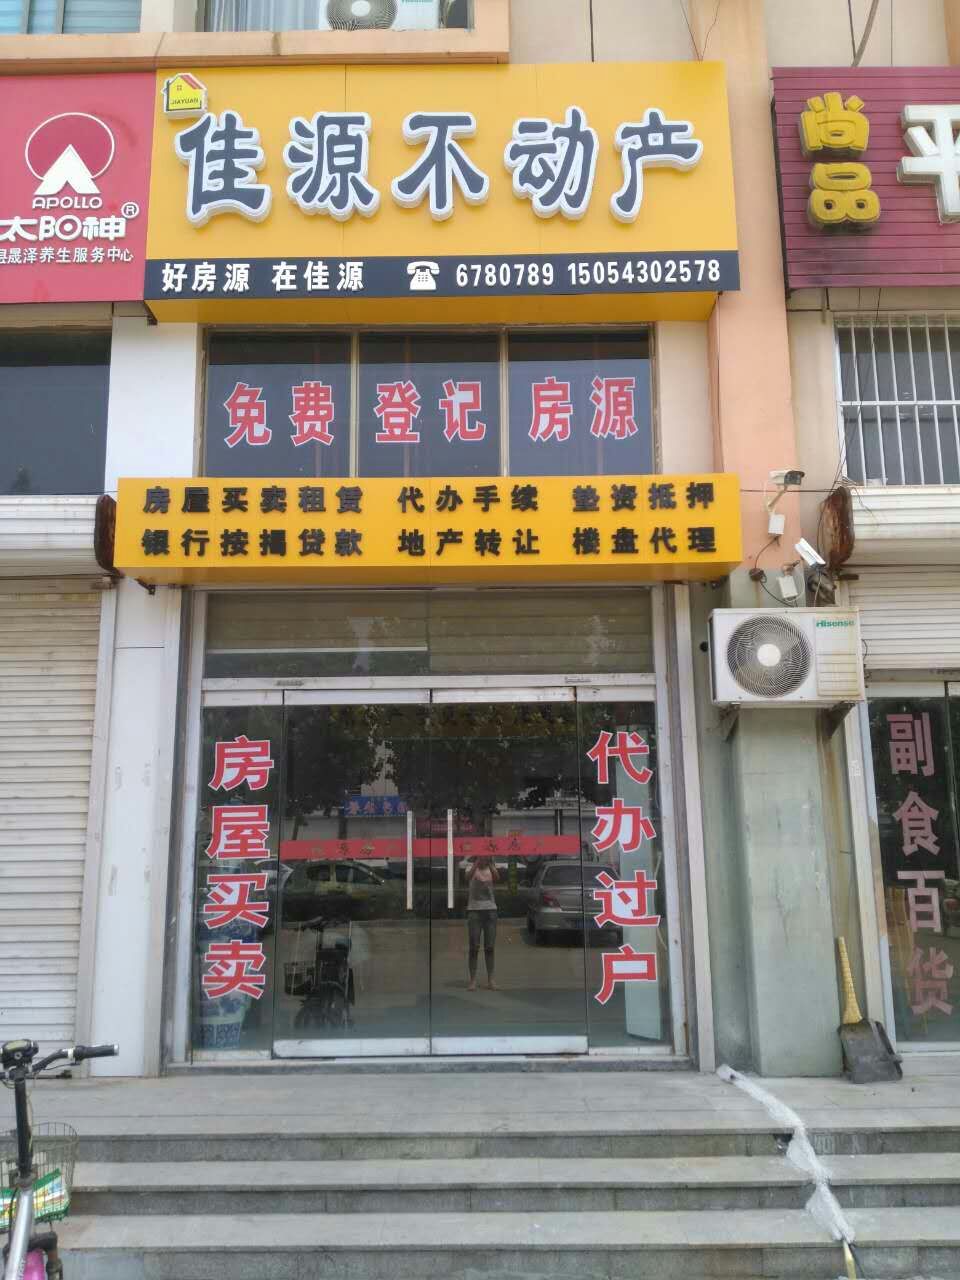 JIAYUAN
佳源不动产
好房源 在佳源 ☎ 6780789 15054302578
APOLLO
太阳神®
县晟泽养生服务中心
尚品
平
免费登记房源
房屋买卖租赁 代办手续 垫资抵押
银行按揭贷款 地产转让 楼盘代理
Hisense
房屋买卖
代办过户
副食百货